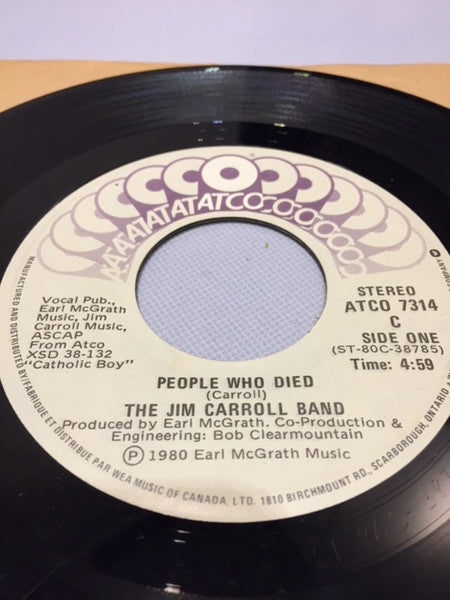 ATCO
Vocal Pub.,
Earl McGrath
Music, Jim
Carroll Music,
ASCAP
From Atco
XSD 38-132
"Catholic Boy"
STEREO
ATCO 7314
C
SIDE ONE
(ST-80C-38785)
Time: 4:59
PEOPLE WHO DIED
(Carroll)
THE JIM CARROLL BAND
Produced by Earl McGrath. Co-Production &
Engineering: Bob Clearmountain
Ⓟ 1980 Earl McGrath Music
MANUFACTURED AND DISTRIBUTED BY/FABRIQUE ET DISTRIBUE PAR WEA MUSIC OF CANADA, LTD. 1810 BIRCHMOUNT RD., SCARBOROUGH, ONTARIO
COMPANY